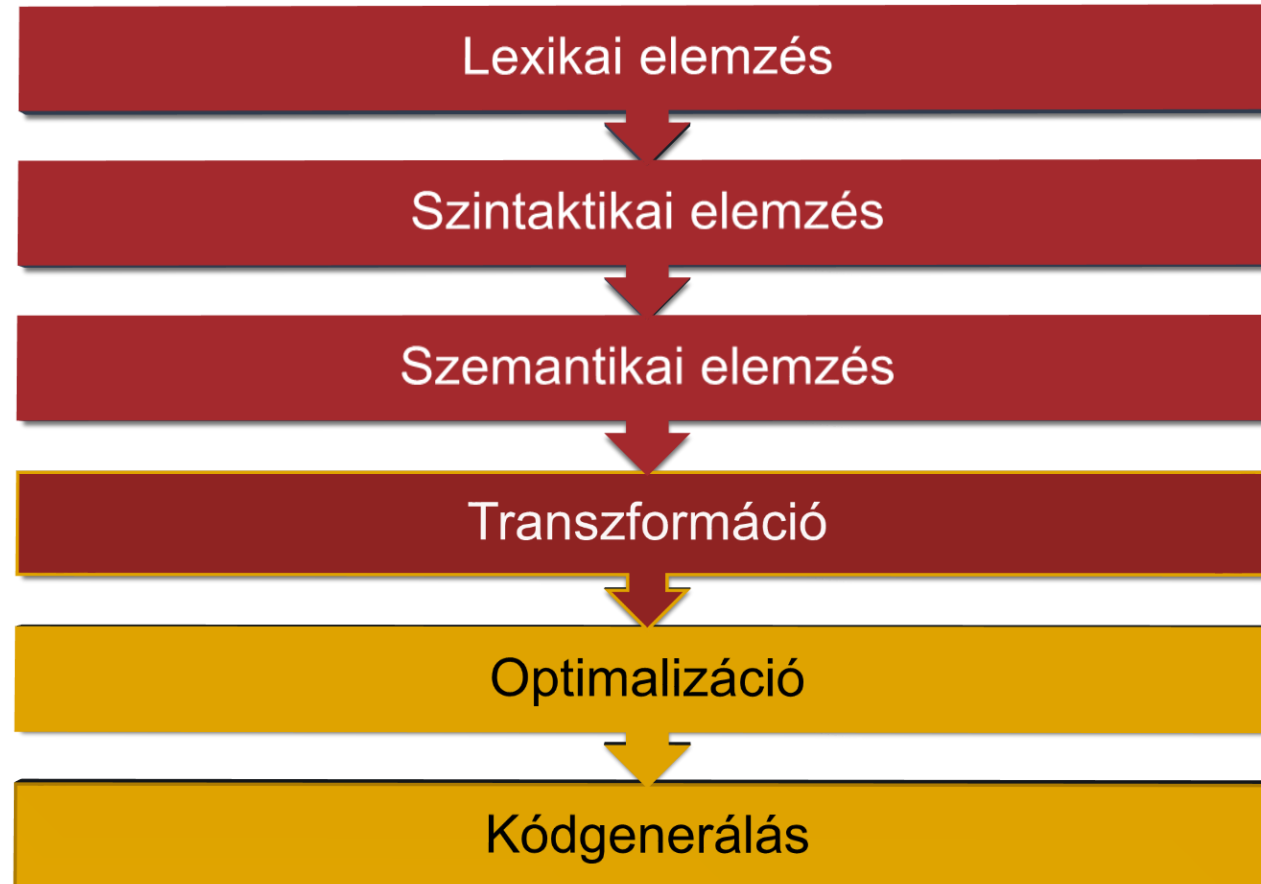 Lexikai elemzés
Szintaktikai elemzés
Szemantikai elemzés
Transzformáció
Optimalizáció
Kódgenerálás